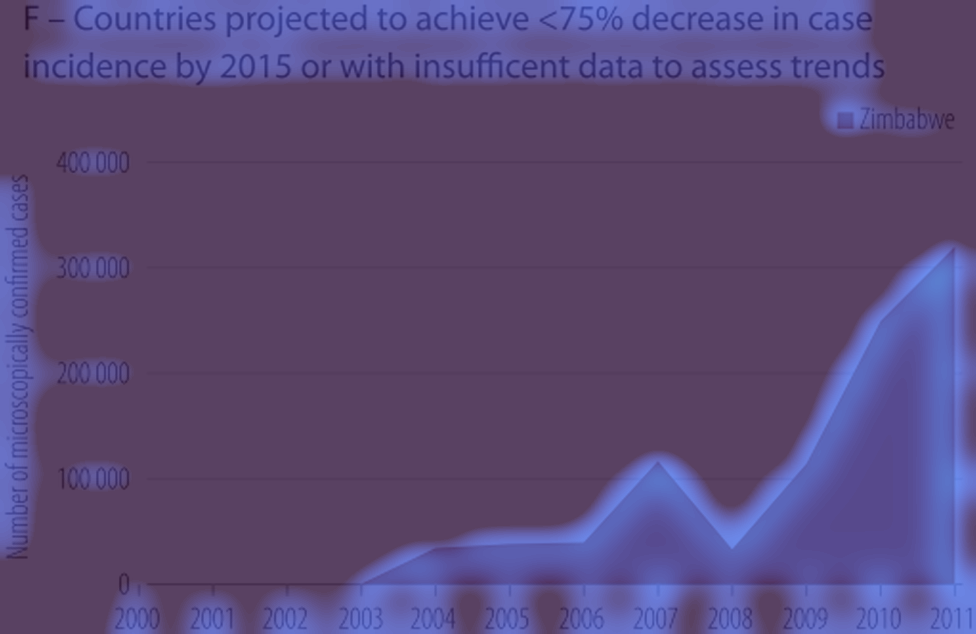 F – Countries projected to achieve <75% decrease in case
incidence by 2015 or with insufficent data to assess trends
Zimbabwe
Number of microscopically confirmed cases
400 000
300 000
200 000
100 000
0
2000 2001 2002 2003 2004 2005 2006 2007 2008 2009 2010 2011